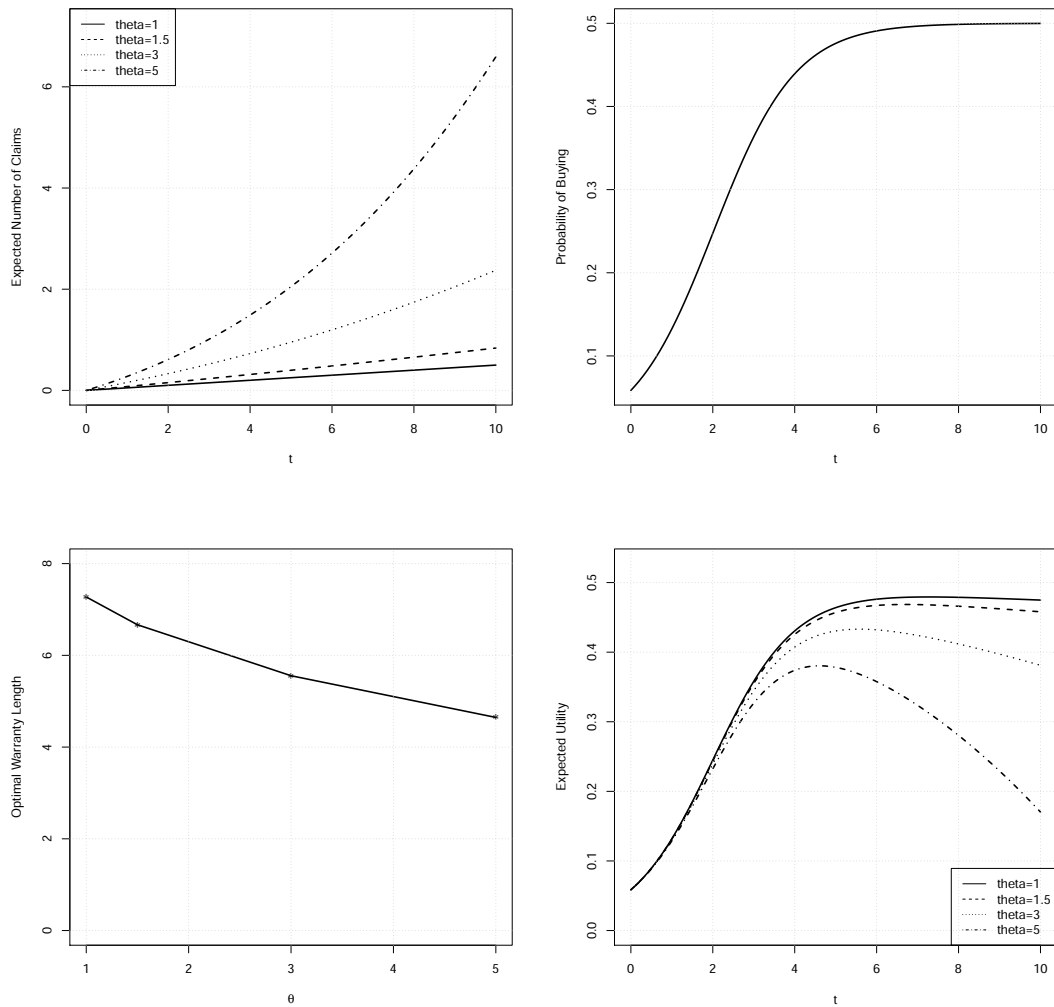 theta=1
theta=1.5
theta=3
theta=5
Expected Number of Claims
0
2
4
6
0 2 4 6 8 10
t
Probability of Buying
0.1
0.2
0.3
0.4
0.5
0 2 4 6 8 10
t
Optimal Warranty Length
0
2
4
6
8
1 2 3 4 5
θ
Expected Utility
0.0
0.1
0.2
0.3
0.4
0.5
0 2 4 6 8 10
t
theta=1
theta=1.5
theta=3
theta=5